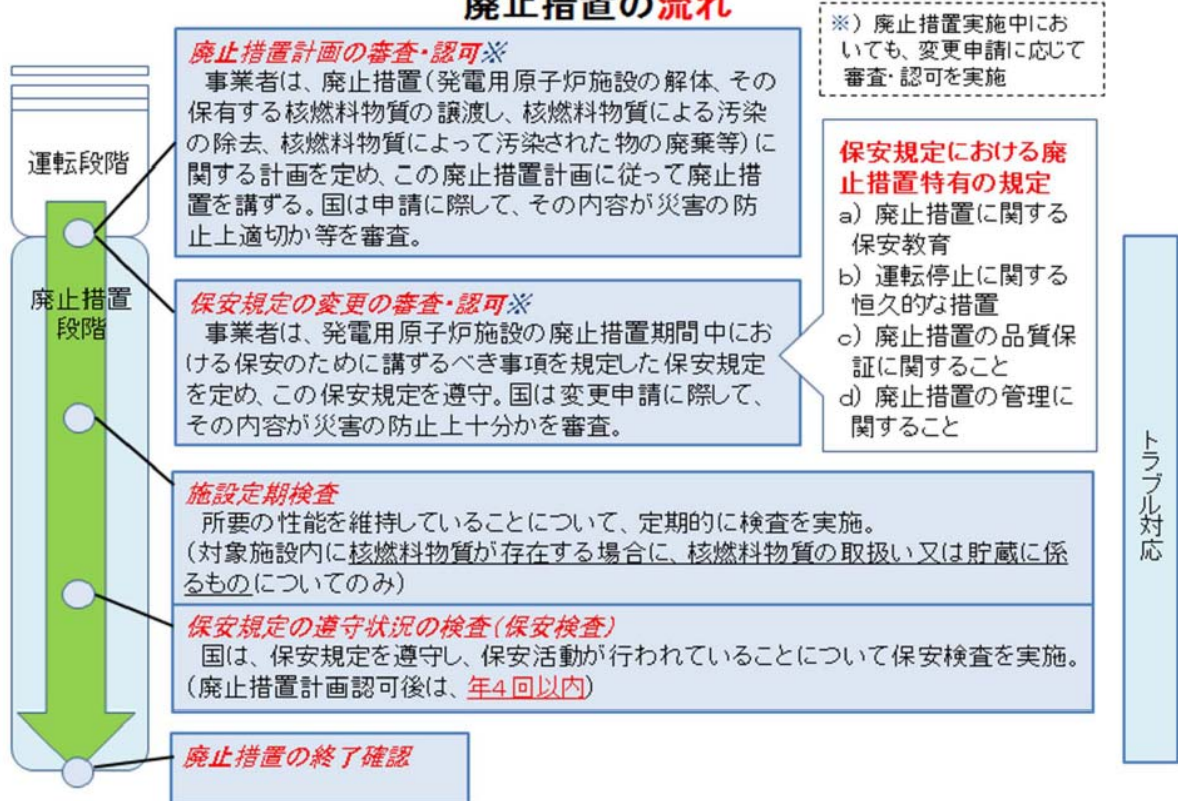 廃止措置の流れ
※）廃止措置実施中にお
いても、変更申請に応じて
審査・認可を実施
運転段階
廃止措置
段階
廃止措置計画の審査・認可※
事業者は、廃止措置（発電用原子炉施設の解体、その
保有する核燃料物質の譲渡し、核燃料物質による汚染
の除去、核燃料物質によって汚染された物の廃棄等）に
関する計画を定め、この廃止措置計画に従って廃止措
置を講ずる。国は申請に際して、その内容が災害の防
止上適切か等を審査。
保安規定の変更の審査・認可※
事業者は、発電用原子炉施設の廃止措置期間中にお
ける保安のために講ずるべき事項を規定した保安規定
を定め、この保安規定を遵守。国は変更申請に際して、
その内容が災害の防止上十分かを審査。
保安規定における廃
止措置特有の規定
a）廃止措置に関する
保安教育
b）運転停止に関する
恒久的な措置
c）廃止措置の品質保
証に関すること
d）廃止措置の管理に
関すること
施設定期検査
所要の性能を維持していることについて、定期的に検査を実施。
（対象施設内に核燃料物質が存在する場合に、核燃料物質の取扱い又は貯蔵に係
るものについてのみ）
保安規定の遵守状況の検査（保安検査）
国は、保安規定を遵守し、保安活動が行われていることについて保安検査を実施。
（廃止措置計画認可後は、年４回以内）
廃止措置の終了確認
トラブル対応